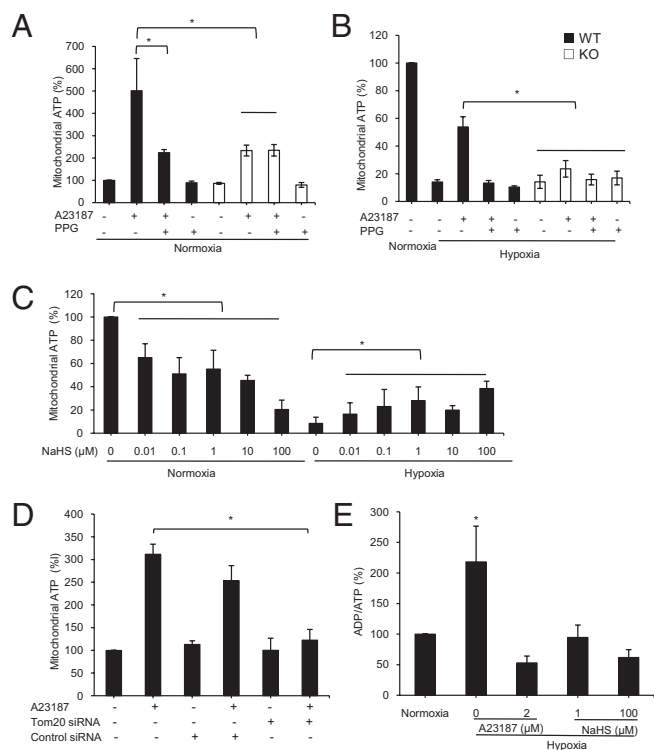 A
B
WT
KO
Mitochondrial ATP (%)
700
600
500
400
300
200
100
0
*
*
A23187 - + + - - + + -
PPG - - + + - - + +
Normoxia
Mitochondrial ATP (%)
120
100
80
60
40
20
0
*
A23187 - - + + - - + + -
PPG - - - + + - - + +
Normoxia Hypoxia
C
Mitochondrial ATP (%)
120
100
80
60
40
20
0
*
*
NaHS (µM) 0 0.01 0.1 1 10 100 0 0.01 0.1 1 10 100
Normoxia Hypoxia
D
Mitochondrial ATP (%l)
400
350
300
250
200
150
100
50
0
*
A23187 - + - + - +
Tom20 siRNA - - - - + +
Control siRNA - - + + - -
E
ADP/ATP (%)
300
250
200
150
100
50
0
*
Normoxia 0 2 1 100
A23187 (µM) NaHS (µM)
Hypoxia